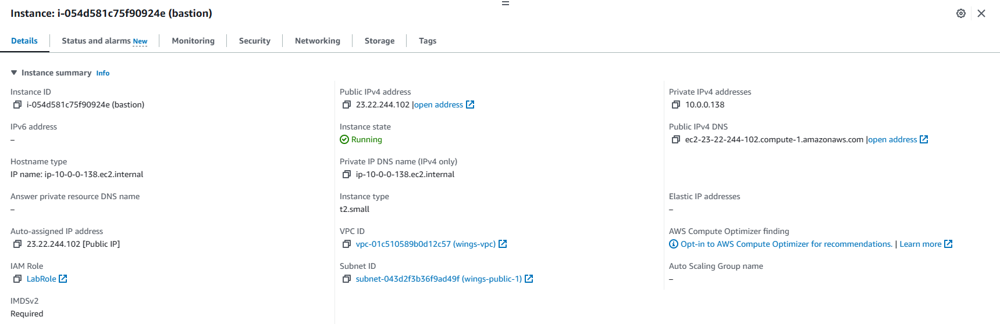 Instance: i-054d581c75f90924e (bastion)
Details
Status and alarms New
Monitoring
Security
Networking
Storage
Tags
Instance summary Info
Instance ID
i-054d581c75f90924e (bastion)
Public IPv4 address
23.22.244.102 |open address
Private IPv4 addresses
10.0.0.138
IPv6 address
–
Instance state
Running
Public IPv4 DNS
ec2-23-22-244-102.compute-1.amazonaws.com |open address
Hostname type
IP name: ip-10-0-0-138.ec2.internal
Private IP DNS name (IPv4 only)
ip-10-0-0-138.ec2.internal
Answer private resource DNS name
–
Instance type
t2.small
Elastic IP addresses
–
Auto-assigned IP address
23.22.244.102 [Public IP]
VPC ID
vpc-01c510589b0d12c57 (wings-vpc)
AWS Compute Optimizer finding
Opt-in to AWS Compute Optimizer for recommendations. | Learn more
IAM Role
LabRole
Subnet ID
subnet-043d2f3b36f9ad49f (wings-public-1)
Auto Scaling Group name
–
IMDSv2
Required